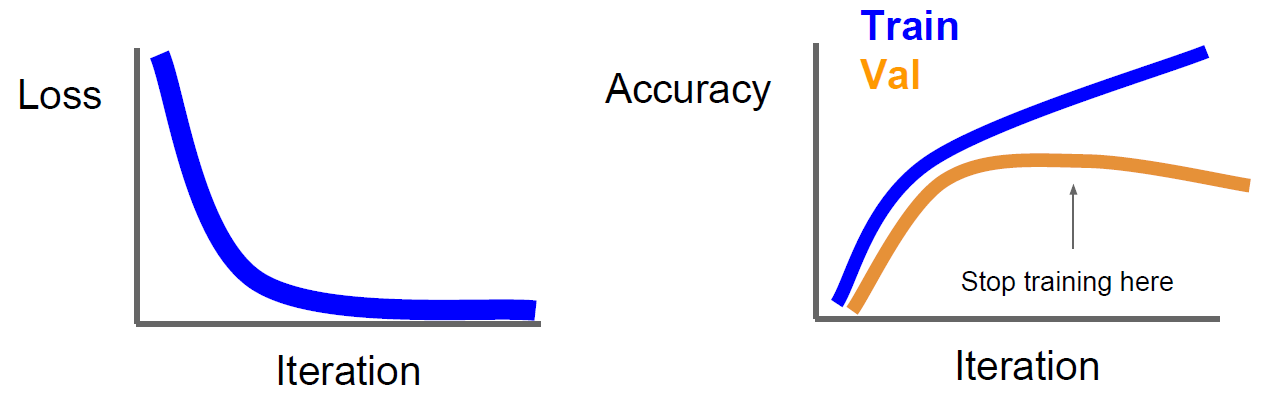 Loss
Iteration
Train
Val
Accuracy
Stop training here
Iteration